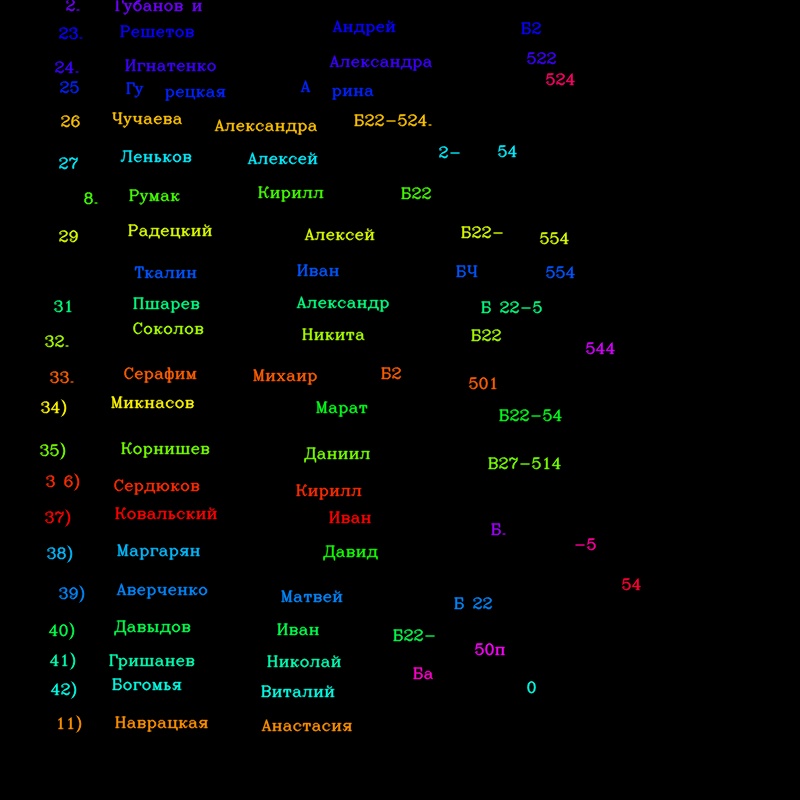 2. Губанов и
23. Решетов Андрей Б2
24. Игнатенко Александра 522
25 Гу рецкая А рина 524
26 Чучаева Александра Б22-524.
27 Леньков Алексей 2- 54
8. Румак Кирилл Б22
29 Радецкий Алексей Б22- 554
Ткалин Иван БЧ 554
31 Пшарев Александр Б 22-5
32. Соколов Никита Б22 544
33. Серафим Михаир Б2 501
34) Микнасов Марат Б22-54
35) Корнишев Даниил В27-514
3 6) Сердюков Кирилл
37) Ковальский Иван Б. -5
38) Маргарян Давид
39) Аверченко Матвей Б 22 54
40) Давыдов Иван Б22- 50п
41) Гришанев Николай Ба
42) Богомья Виталий 0
11) Наврацкая Анастасия